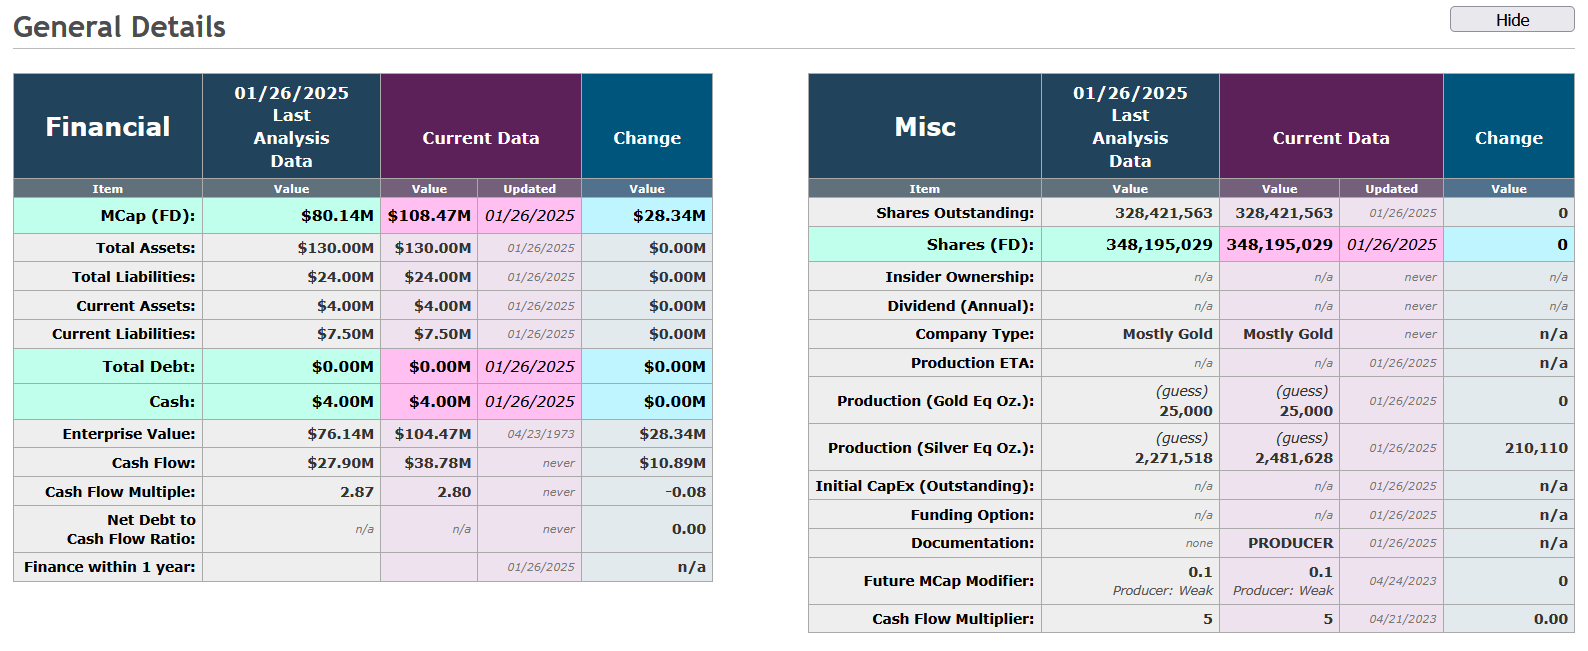 General Details
Hide
Financial
01/26/2025
Last
Analysis
Data
Current Data
Change
Item Value Value Updated Value
MCap (FD): $80.14M $108.47M 01/26/2025 $28.34M
Total Assets: $130.00M $130.00M 01/26/2025 $0.00M
Total Liabilities: $24.00M $24.00M 01/26/2025 $0.00M
Current Assets: $4.00M $4.00M 01/26/2025 $0.00M
Current Liabilities: $7.50M $7.50M 01/26/2025 $0.00M
Total Debt: $0.00M $0.00M 01/26/2025 $0.00M
Cash: $4.00M $4.00M 01/26/2025 $0.00M
Enterprise Value: $76.14M $104.47M 04/23/1973 $28.34M
Cash Flow: $27.90M $38.78M never $10.89M
Cash Flow Multiple: 2.87 2.80 never -0.08
Net Debt to
Cash Flow Ratio: n/a n/a never 0.00
Finance within 1 year: 01/26/2025 n/a
Misc
01/26/2025
Last
Analysis
Data
Current Data
Change
Item Value Value Updated Value
Shares Outstanding: 328,421,563 328,421,563 01/26/2025 0
Shares (FD): 348,195,029 348,195,029 01/26/2025 0
Insider Ownership: n/a n/a never n/a
Dividend (Annual): n/a n/a never n/a
Company Type: Mostly Gold Mostly Gold never n/a
Production ETA: n/a n/a 01/26/2025 n/a
(guess) (guess)
Production (Gold Eq Oz.): 25,000 25,000 01/26/2025 0
(guess) (guess)
Production (Silver Eq Oz.): 2,271,518 2,481,628 01/26/2025 210,110
Initial CapEx (Outstanding): n/a n/a 01/26/2025 n/a
Funding Option: n/a n/a 01/26/2025 n/a
Documentation: none PRODUCER 01/26/2025 n/a
Future MCap Modifier: 0.1 0.1 04/24/2023 0
Producer: Weak Producer: Weak
Cash Flow Multiplier: 5 5 04/21/2023 0.00